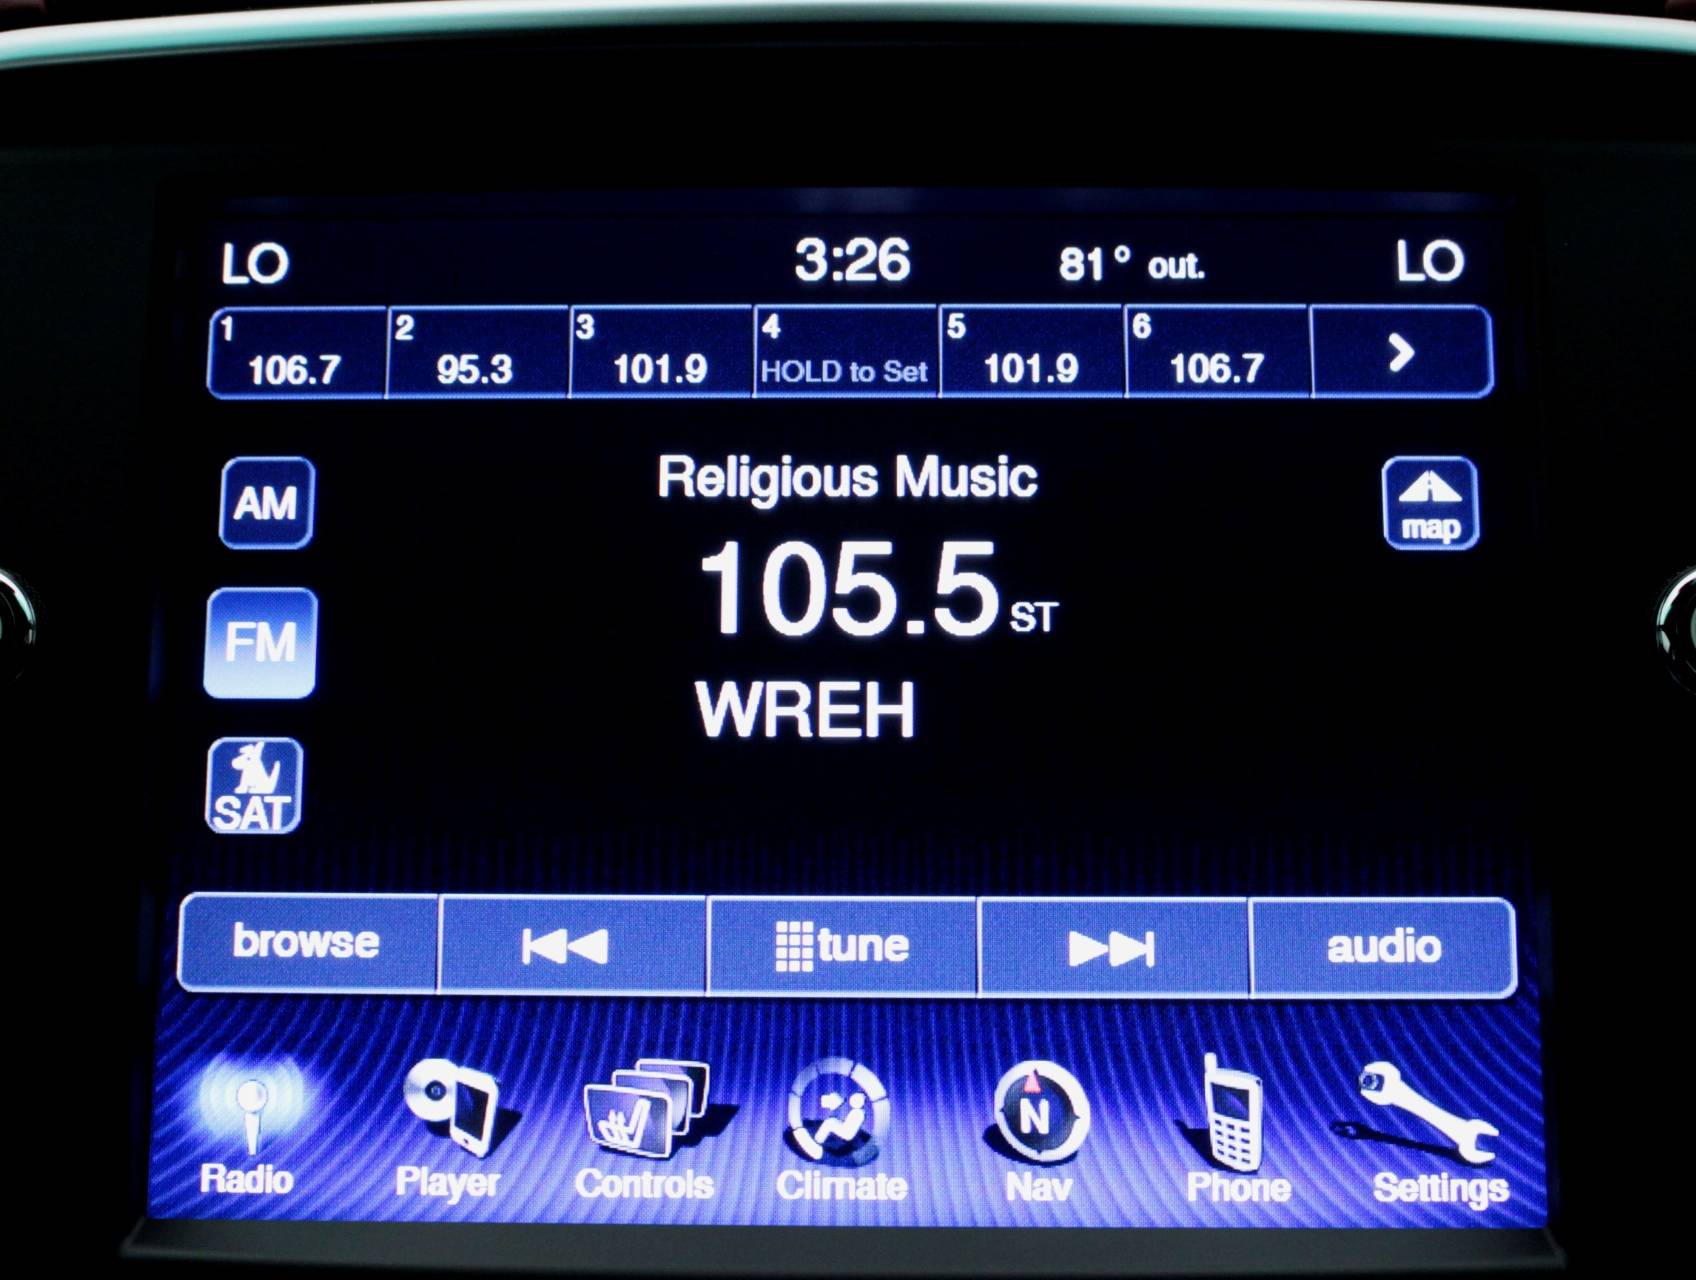 LO 3:26 81° out. LO
1 2 3 4 5 6
106.7 95.3 101.9 HOLD to Set 101.9 106.7 >
Religious Music
AM
map
105.5 ST
FM
WREH
SAT
browse tune audio
N
Radio Player Controls Climate Nav Phone Settings